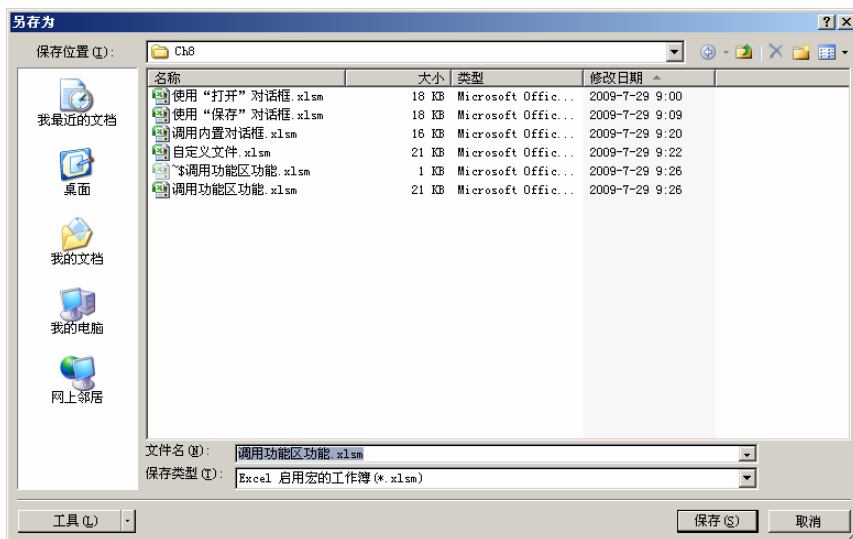 另存为
保存位置(I):
Ch8
我最近的文档
桌面
我的文档
我的电脑
网上邻居
名称 大小 类型 修改日期
使用“打开”对话框.xlsm 18 KB Microsoft Offic... 2009-7-29 9:00
使用“保存”对话框.xlsm 18 KB Microsoft Offic... 2009-7-29 9:09
调用内置对话框.xlsm 16 KB Microsoft Offic... 2009-7-29 9:20
自定义文件.xlsm 21 KB Microsoft Offic... 2009-7-29 9:22
~$调用功能区功能.xlsm 1 KB Microsoft Offic... 2009-7-29 9:26
调用功能区功能.xlsm 21 KB Microsoft Offic... 2009-7-29 9:26
文件名(N): 调用功能区功能.xlsm
保存类型(T): Excel 启用宏的工作簿(*.xlsm)
工具(L) 保存(S) 取消